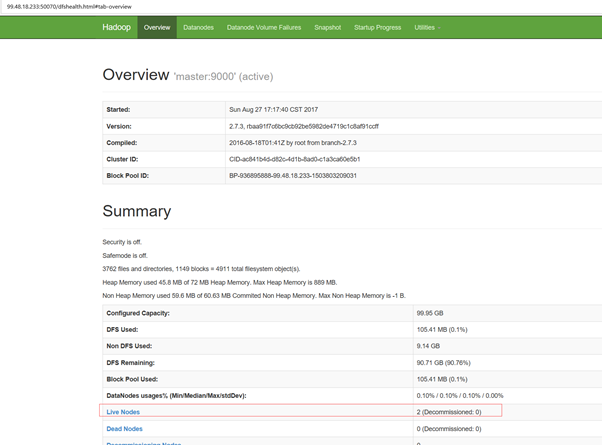 99.48.18.233:50070/dfshealth.html#tab-overview
Hadoop Overview Datanodes Datanode Volume Failures Snapshot Startup Progress Utilities
Overview 'master:9000' (active)
Started: Sun Aug 27 17:17:40 CST 2017
Version: 2.7.3, rbaa91f7c6bc9cb92be5982de4719c1c8af91ccff
Compiled: 2016-08-18T01:41Z by root from branch-2.7.3
Cluster ID: CID-ac841b4d-d82c-4d1b-8ad0-c1a3ca60e5b1
Block Pool ID: BP-936895888-99.48.18.233-1503803209031
Summary
Security is off.
Safemode is off.
3762 files and directories, 1149 blocks = 4911 total filesystem object(s).
Heap Memory used 45.8 MB of 72 MB Heap Memory. Max Heap Memory is 889 MB.
Non Heap Memory used 59.6 MB of 60.63 MB Commited Non Heap Memory. Max Non Heap Memory is -1 B.
Configured Capacity: 99.95 GB
DFS Used: 105.41 MB (0.1%)
Non DFS Used: 9.14 GB
DFS Remaining: 90.71 GB (90.76%)
Block Pool Used: 105.41 MB (0.1%)
DataNodes usages% (Min/Median/Max/stdDev): 0.10% / 0.10% / 0.10% / 0.00%
Live Nodes 2 (Decommissioned: 0)
Dead Nodes 0 (Decommissioned: 0)
Decommissioning Nodes 0